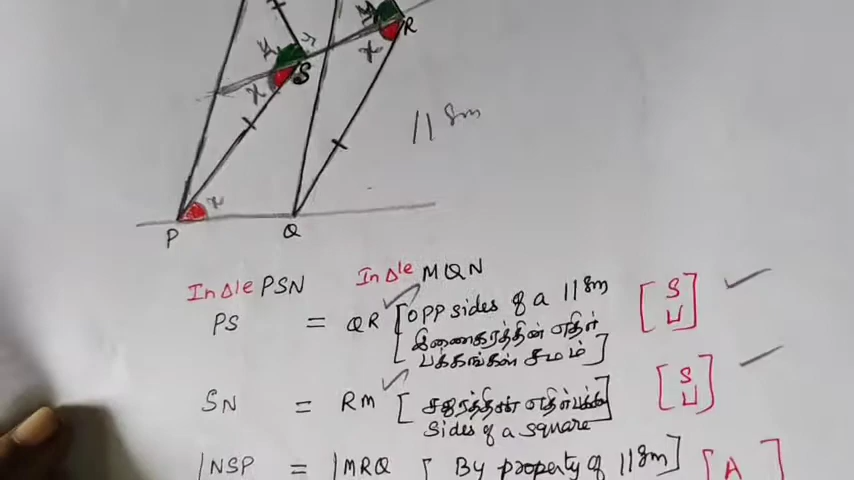 y
R
y
y
x
S
x
||gm
x
P
Q
In Δle PSN In Δle MQN
PS = QR [opp sides of a ||gm [S
இணைகரத்தின் எதிர் ப]
பக்கங்கள் சமம்]
SN = RM [சதுரத்தின் எதிர்பக்க [S
Sides of a square] ப]
∠NSP = ∠MRQ [By property of ||gm] [A]